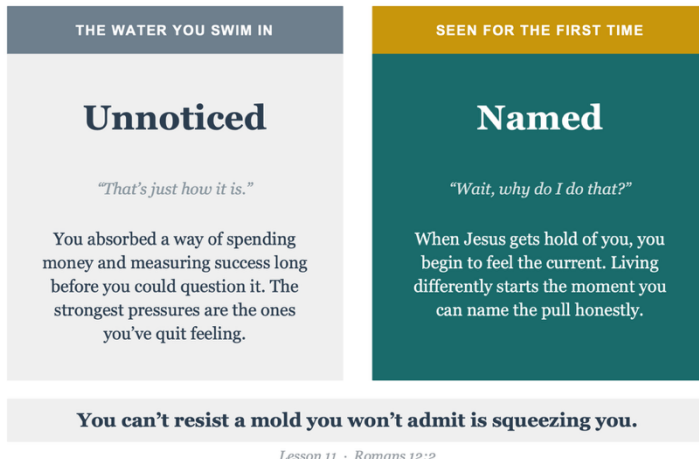 THE WATER YOU SWIM IN
Unnoticed
“That’s just how it is.”
You absorbed a way of spending
money and measuring success long
before you could question it. The
strongest pressures are the ones
you’ve quit feeling.
SEEN FOR THE FIRST TIME
Named
“Wait, why do I do that?”
When Jesus gets hold of you, you
begin to feel the current. Living
differently starts the moment you
can name the pull honestly.
You can’t resist a mold you won’t admit is squeezing you.
Lesson 11 · Romans 12:2